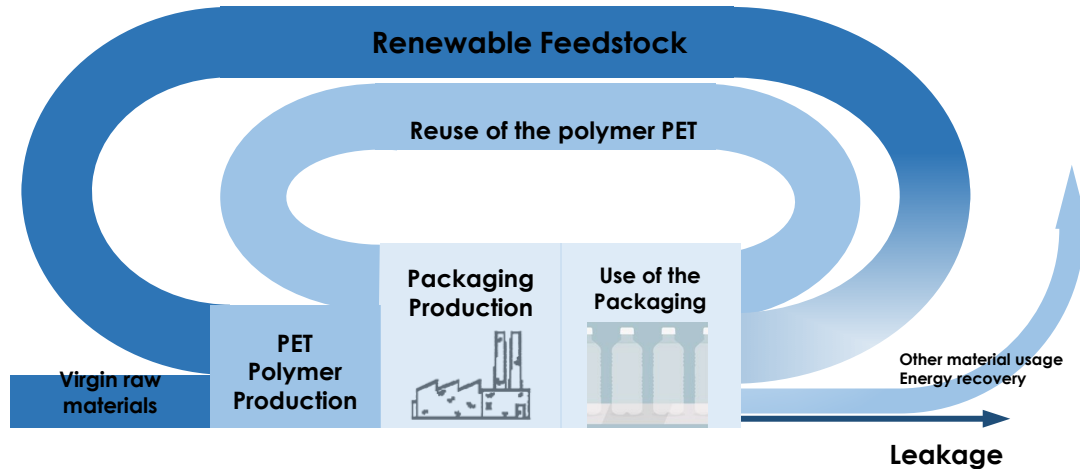 Renewable Feedstock
Reuse of the polymer PET
Packaging
Production
Use of the
Packaging
PET
Polymer
Production
Virgin raw
materials
Other material usage
Energy recovery
Leakage